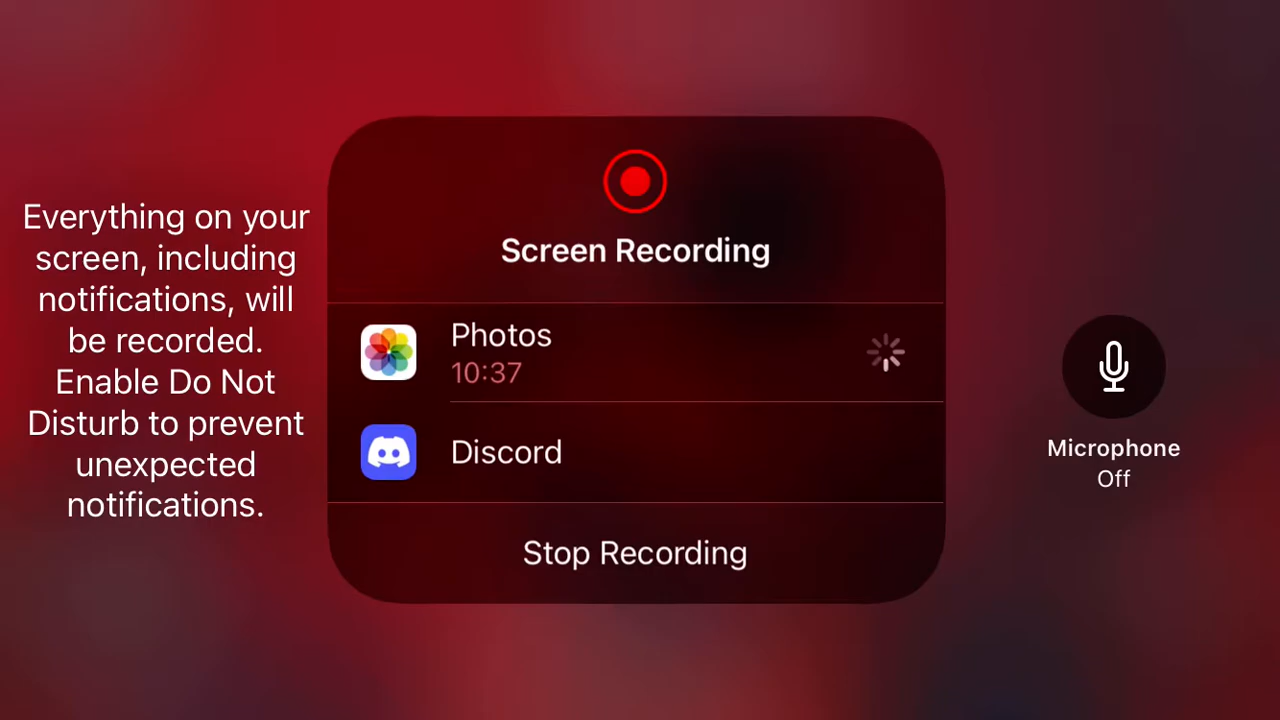 Everything on your
screen, including
notifications, will
be recorded.
Enable Do Not
Disturb to prevent
unexpected
notifications.
Screen Recording
Photos
10:37
Discord
Stop Recording
Microphone
Off